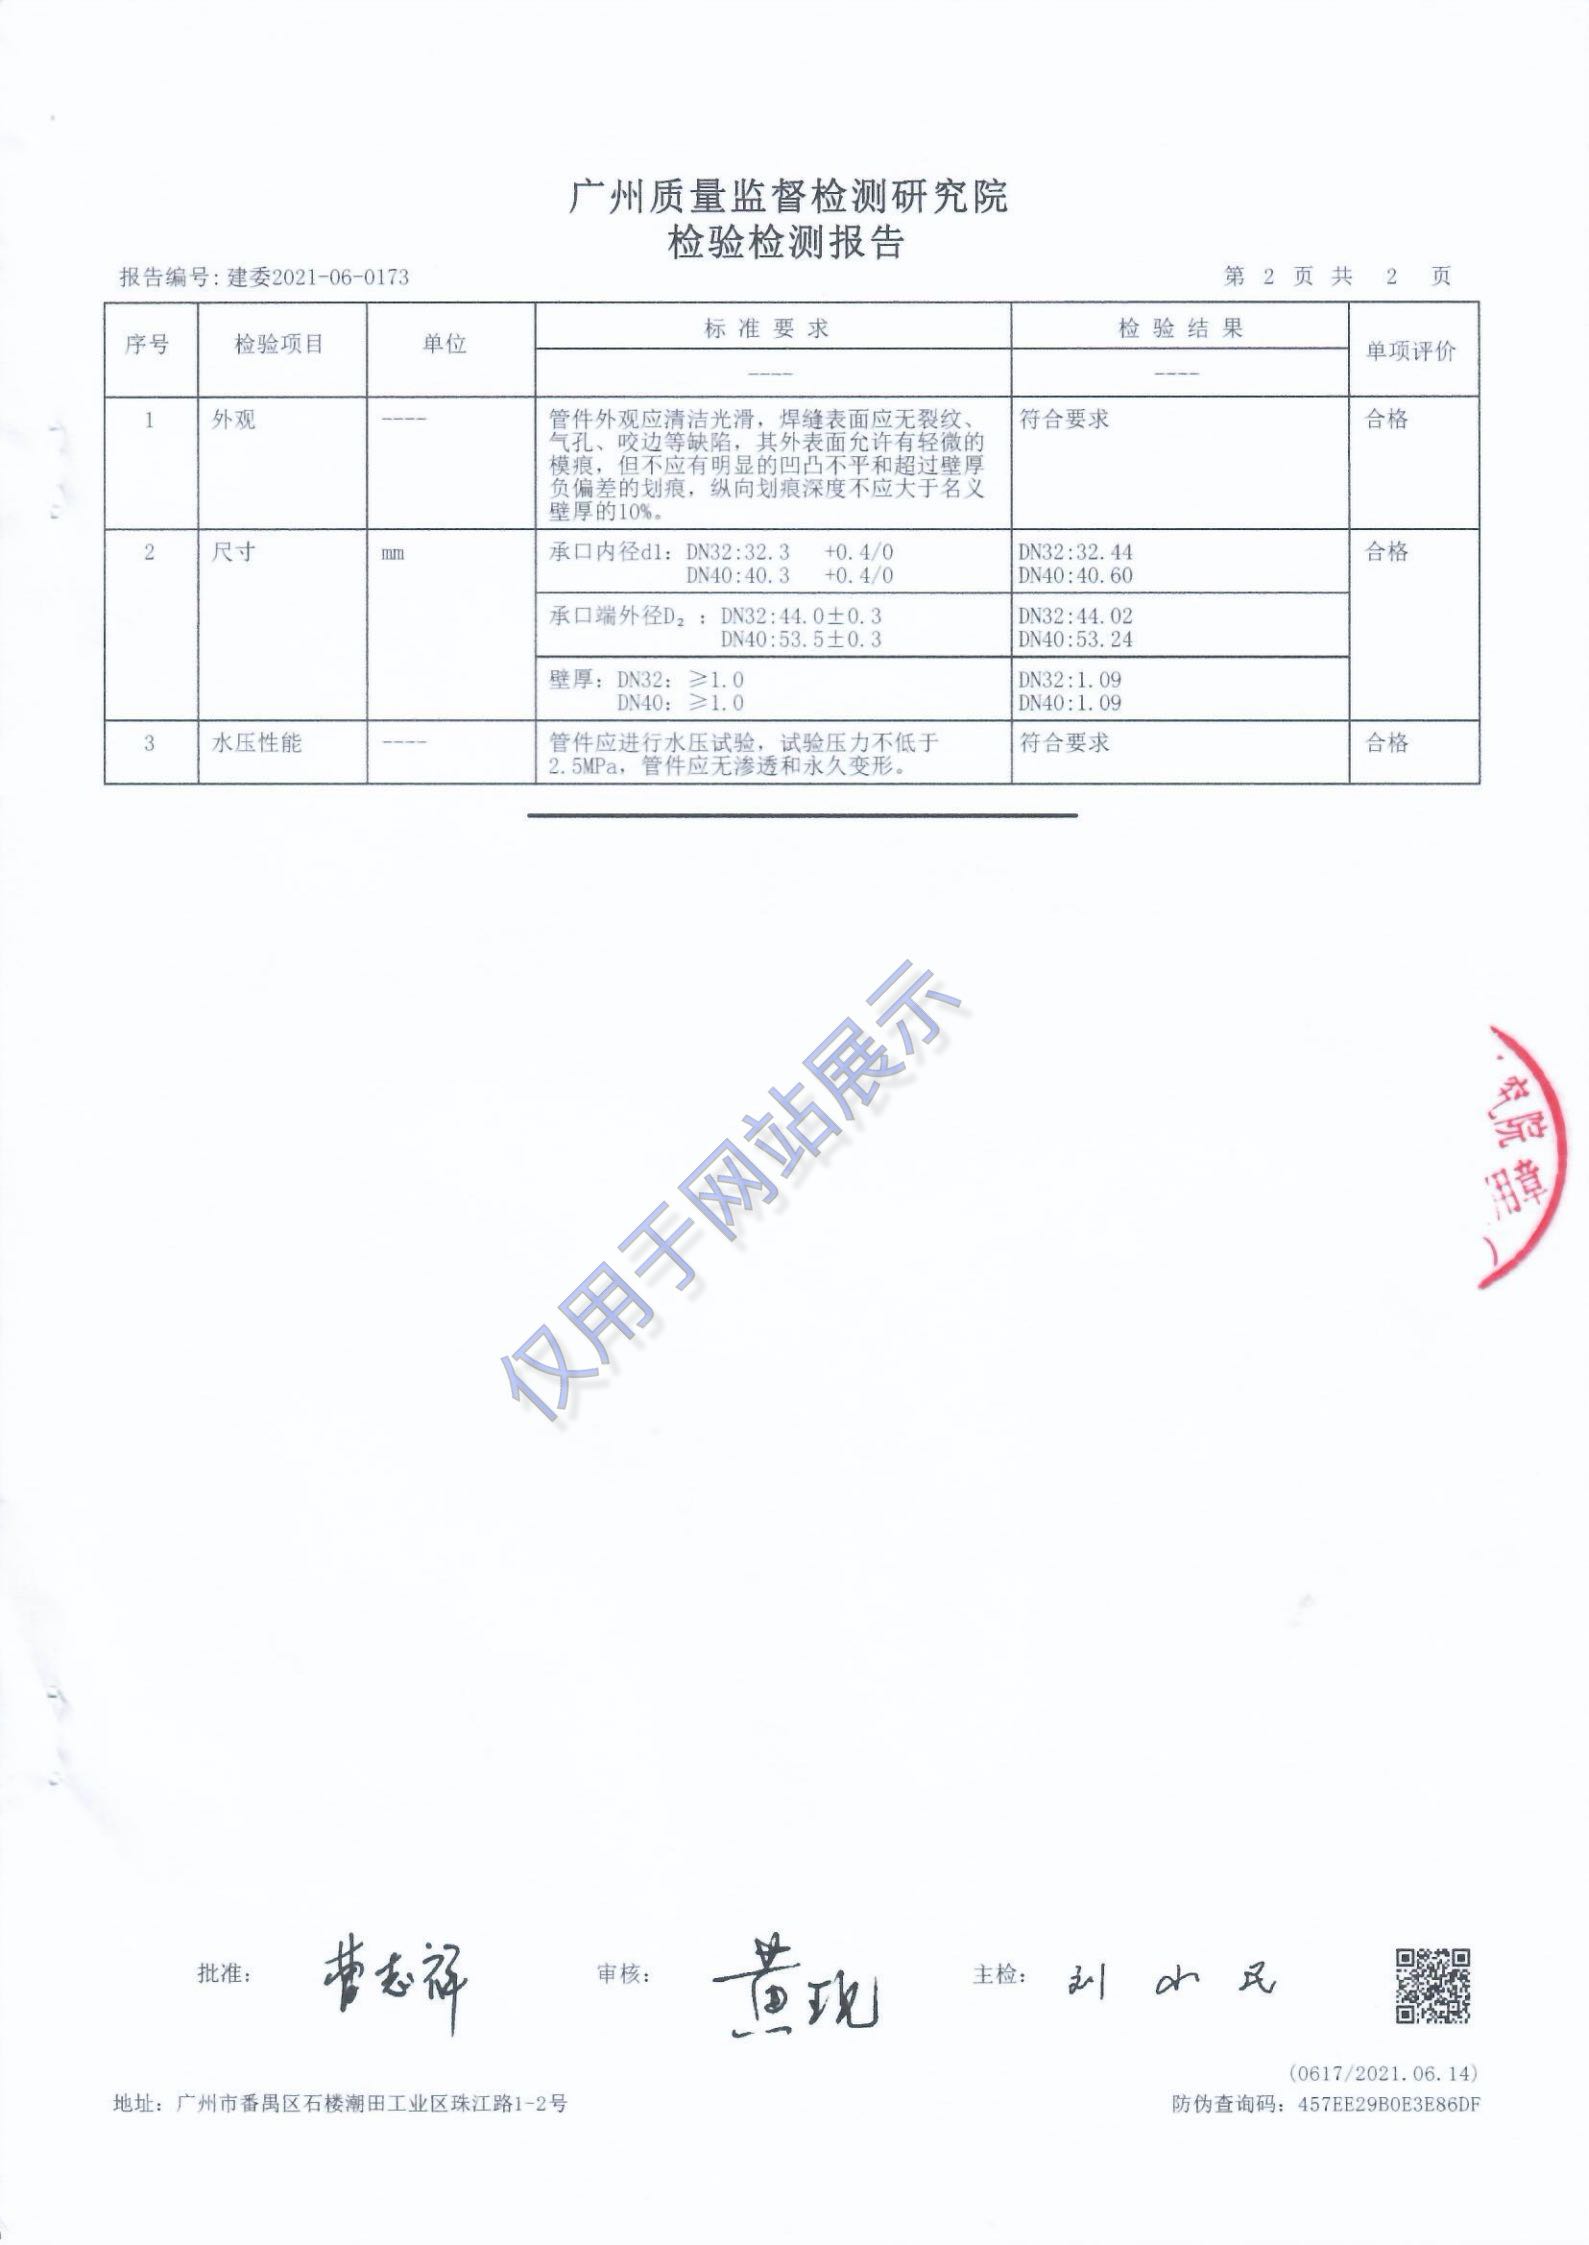 广州质量监督检测研究院
检验检测报告
报告编号: 建委2021-06-0173
第 2 页 共 2 页
序号 检验项目 单位 标 准 要 求 检 验 结 果 单项评价
---- ----
1 外观 ---- 管件外观应清洁光滑，焊缝表面应无裂纹、 符合要求 合格
气孔、咬边等缺陷，其外表面允许有轻微的
模痕，但不应有明显的凹凸不平和超过壁厚
负偏差的划痕，纵向划痕深度不应大于名义
壁厚的10%。
2 尺寸 mm 承口内径d1: DN32:32.3 +0.4/0 DN32:32.44 合格
DN40:40.3 +0.4/0 DN40:40.60
承口端外径D₂ : DN32:44.0±0.3 DN32:44.02
DN40:53.5±0.3 DN40:53.24
壁厚: DN32: ≥1.0 DN32:1.09
DN40: ≥1.0 DN40:1.09
3 水压性能 ---- 管件应进行水压试验，试验压力不低于 符合要求 合格
2.5MPa，管件应无渗透和永久变形。
仅用于网站展示
院
用章
批准: 曹志祥 审核: 黄现 主检: 刘小民
(0617/2021.06.14)
地址: 广州市番禺区石楼潮田工业区珠江路1-2号
防伪查询码: 457EE29B0E3E86DF